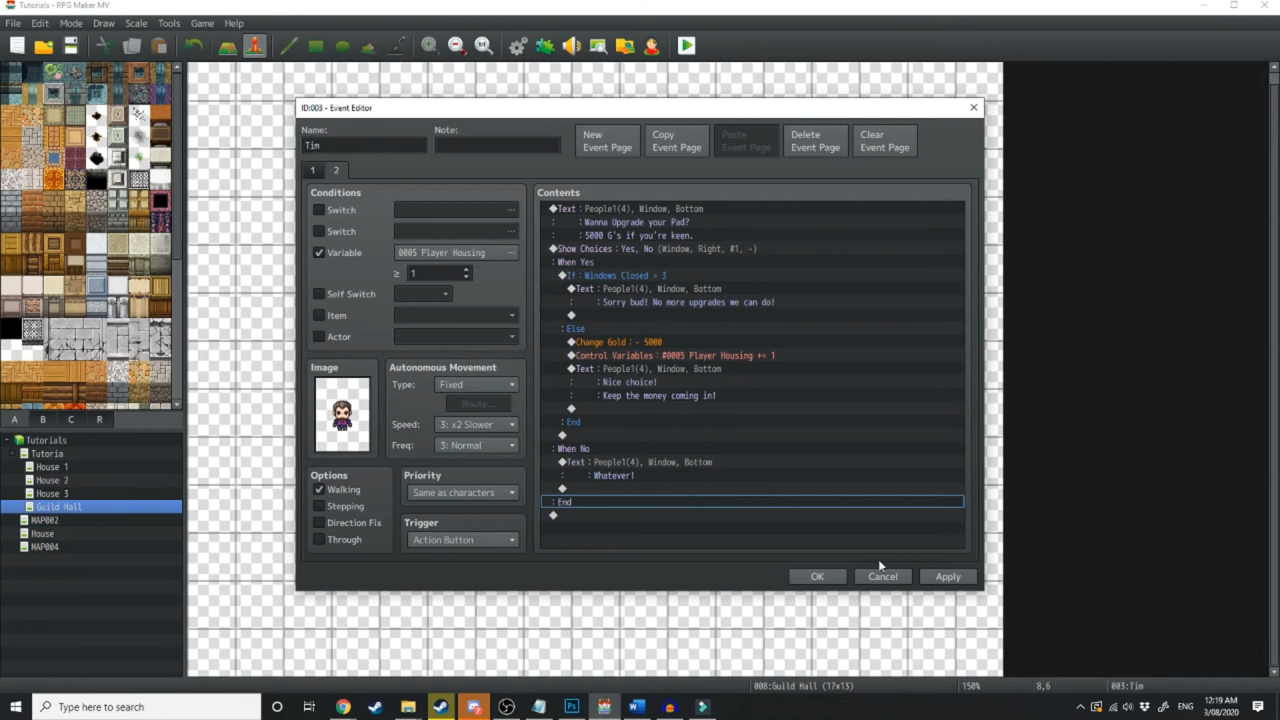 Tutorials - RPG Maker MV
File Edit Mode Draw Scale Tools Game Help
ID:003 - Event Editor
Name: Note:
Tim
New Event Page
Copy Event Page
Paste Event Page
Delete Event Page
Clear Event Page
1 2
Conditions
Switch ...
Switch ...
Variable 0005 Player Housing ...
≥ 1
Self Switch
Item
Actor
Image
Autonomous Movement
Type: Fixed
Route...
Speed: 3: x2 Slower
Freq: 3: Normal
Options
Walking
Stepping
Direction Fix
Through
Priority
Same as characters
Trigger
Action Button
Contents
◆Text : People1(4), Window, Bottom
: : Wanna Upgrade your Pad?
: : 5000 G's if you're keen.
◆Show Choices : Yes, No (Window, Right, #1, -)
: When Yes
◆If : Windows Closed = 3
◆Text : People1(4), Window, Bottom
: : Sorry bud! No more upgrades we can do!
◆
: Else
◆Change Gold : - 5000
◆Control Variables : #0005 Player Housing += 1
◆Text : People1(4), Window, Bottom
: : Nice choice!
: : Keep the money coming in!
◆
: End
◆
: When No
◆Text : People1(4), Window, Bottom
: : Whatever!
◆
: End
◆
OK Cancel Apply
A B C R
Tutorials
Tutoria
House 1
House 2
House 3
Guild Hall
MAP002
House
MAP004
008:Guild Hall (17x13) 150% 8,6 003:Tim
Type here to search
ENG
12:19 AM
3/08/2020